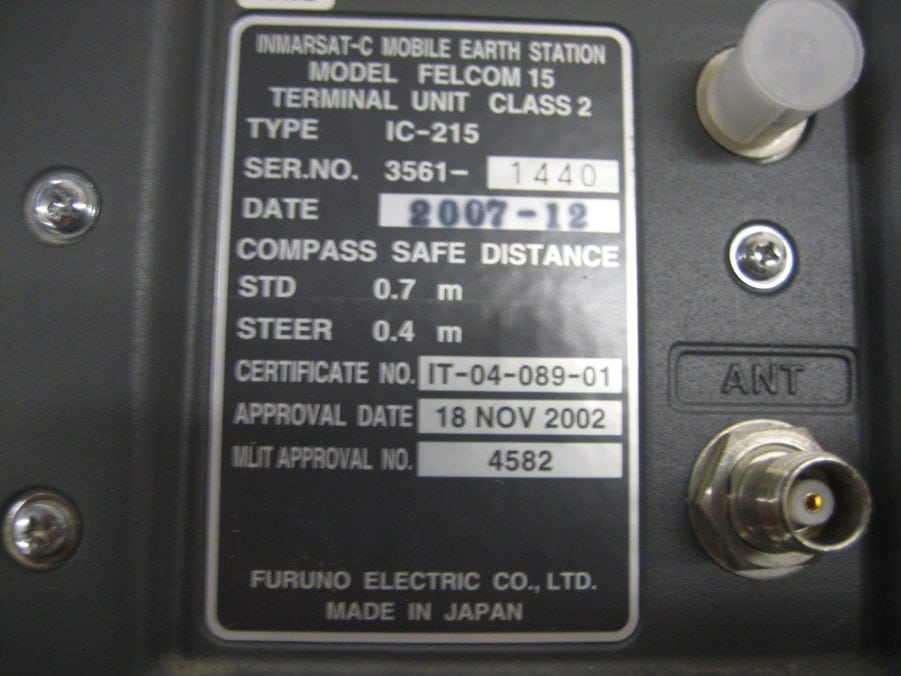 INMARSAT-C MOBILE EARTH STATION
MODEL FELCOM 15
TERMINAL UNIT CLASS 2
TYPE IC-215
SER.NO. 3561- 1440
DATE 2007-12
COMPASS SAFE DISTANCE
STD 0.7 m
STEER 0.4 m
CERTIFICATE NO. IT-04-089-01
APPROVAL DATE 18 NOV 2002
MLIT APPROVAL NO. 4582
FURUNO ELECTRIC CO., LTD.
MADE IN JAPAN
ANT